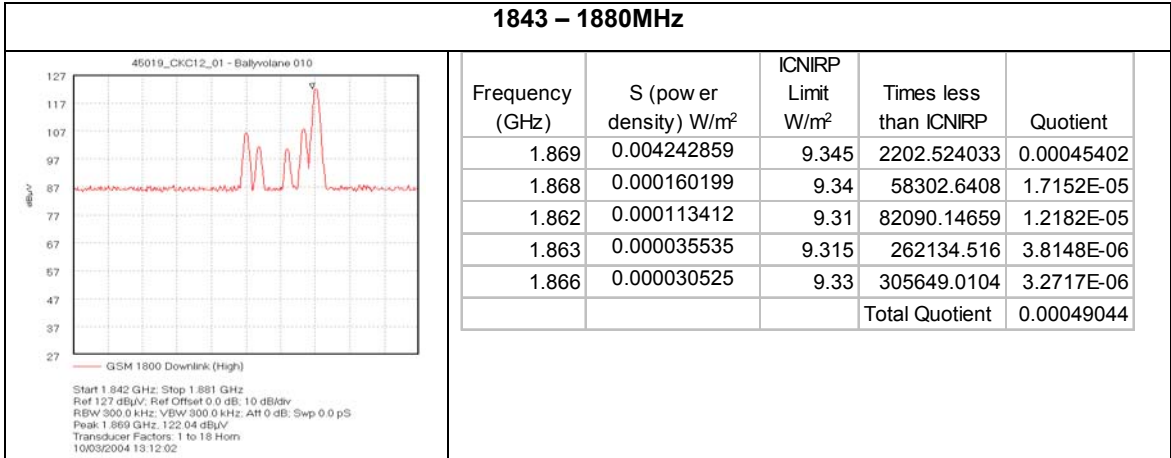 1843 – 1880MHz
45019_CKC12_01 - Ballyvolane 010
127
117
107
97
87
77
67
57
47
37
27
dBµV
GSM 1800 Downlink (High)
Start 1.842 GHz; Stop 1.881 GHz
Ref 127 dBµV; Ref Offset 0.0 dB; 10 dB/div
RBW 300.0 kHz; VBW 300.0 kHz; Att 0 dB; Swp 0.0 pS
Peak 1.869 GHz, 122.04 dBµV
Transducer Factors: 1 to 18 Horn
10/03/2004 13:12:02
Frequency (GHz) S (pow er density) W/m² ICNIRP Limit W/m² Times less than ICNIRP Quotient
1.869 0.004242859 9.345 2202.524033 0.00045402
1.868 0.000160199 9.34 58302.6408 1.7152E-05
1.862 0.000113412 9.31 82090.14659 1.2182E-05
1.863 0.000035535 9.315 262134.516 3.8148E-06
1.866 0.000030525 9.33 305649.0104 3.2717E-06
Total Quotient 0.00049044